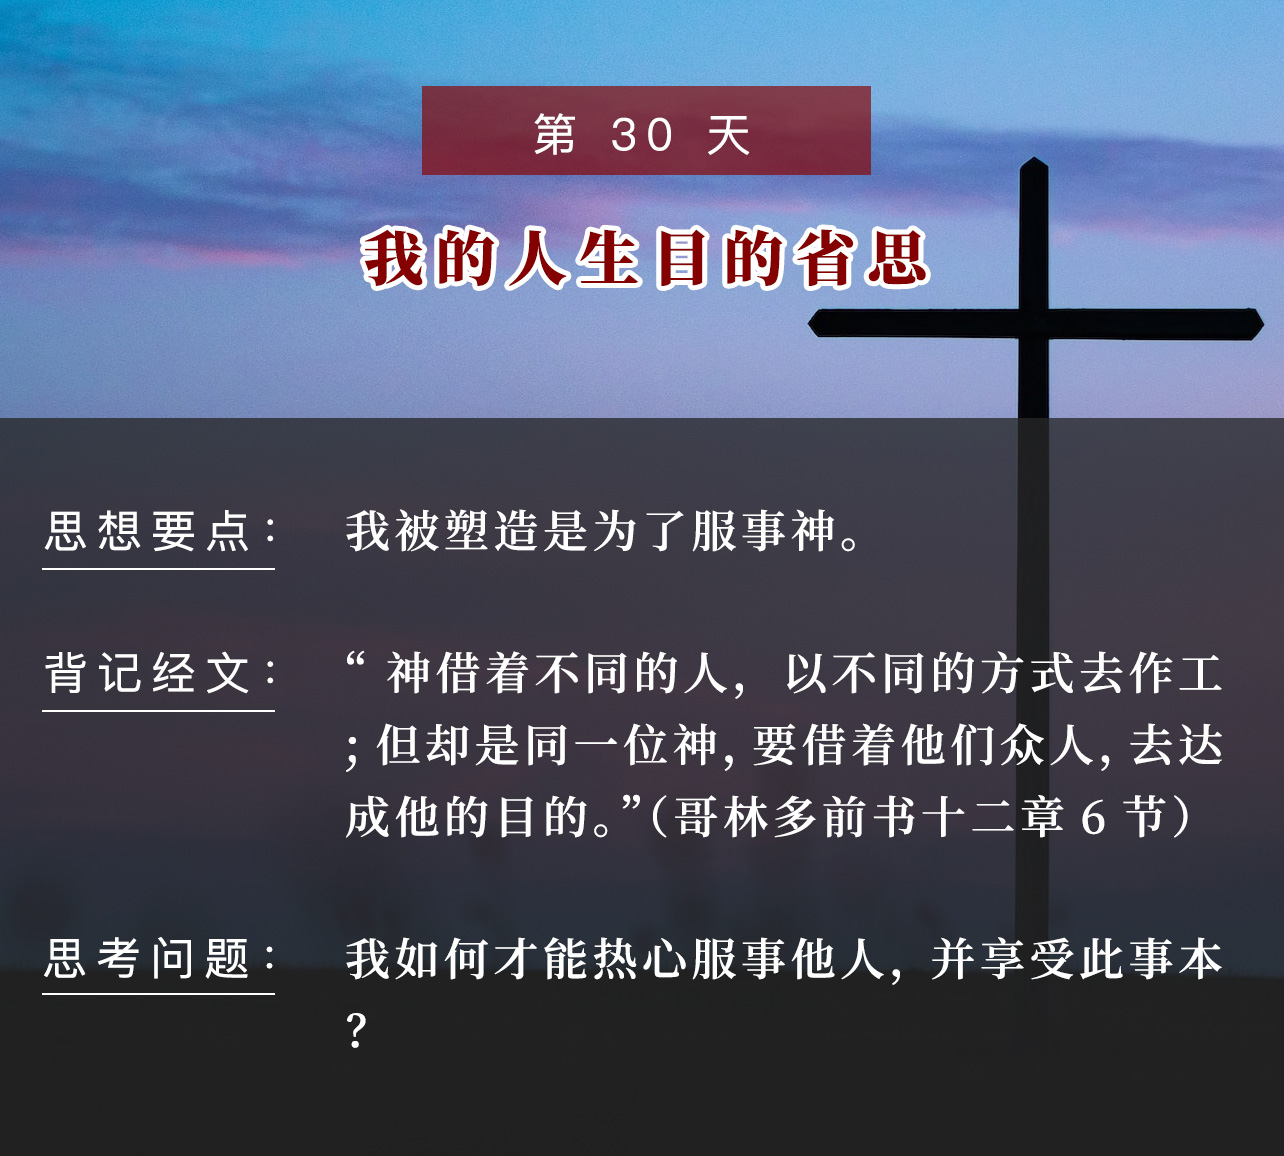 第 30 天
我的人生目的省思
思想要点： 我被塑造是为了服事神。
背记经文： “ 神借着不同的人，以不同的方式去作工
；但却是同一位神，要借着他们众人，去达
成他的目的。”（哥林多前书十二章 6 节）
思考问题： 我如何才能热心服事他人，并享受此事本
？